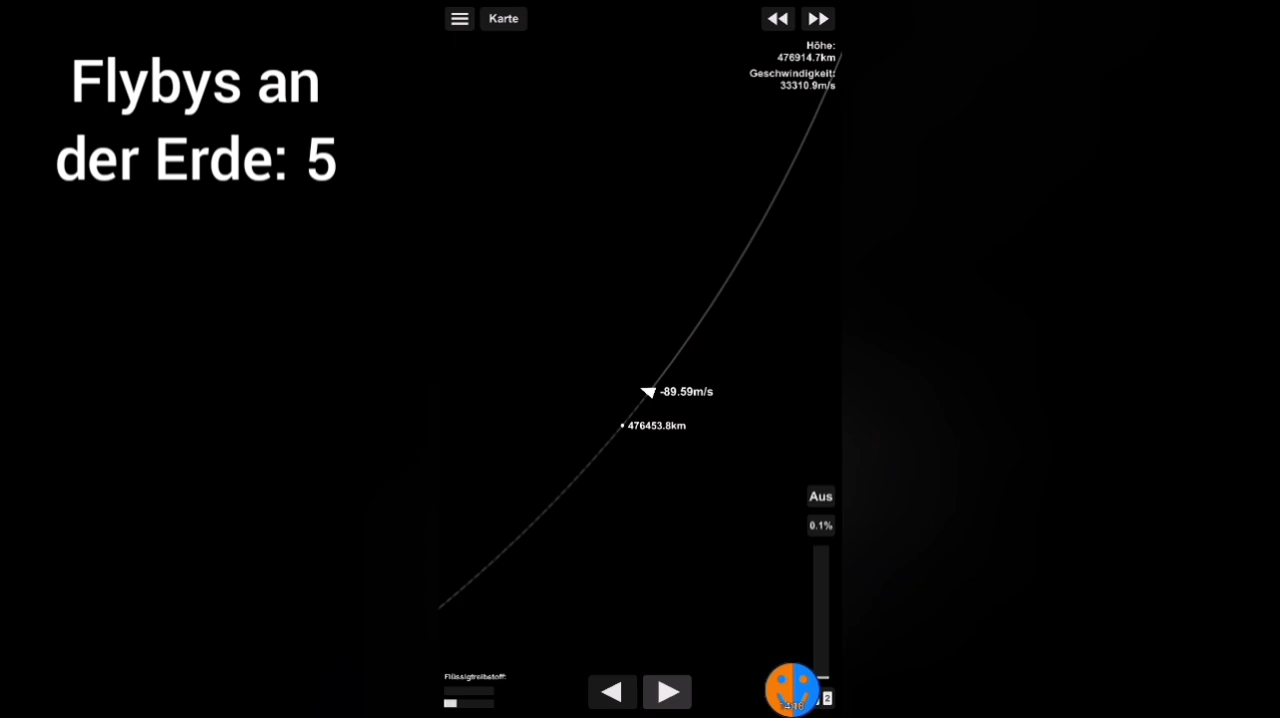 Flybys an
der Erde: 5
Karte
Höhe:
476914.7km
Geschwindigkeit:
33310.9m/s
-89.59m/s
476453.8km
Aus
0.1%
Flüssigtreibstoff:
2